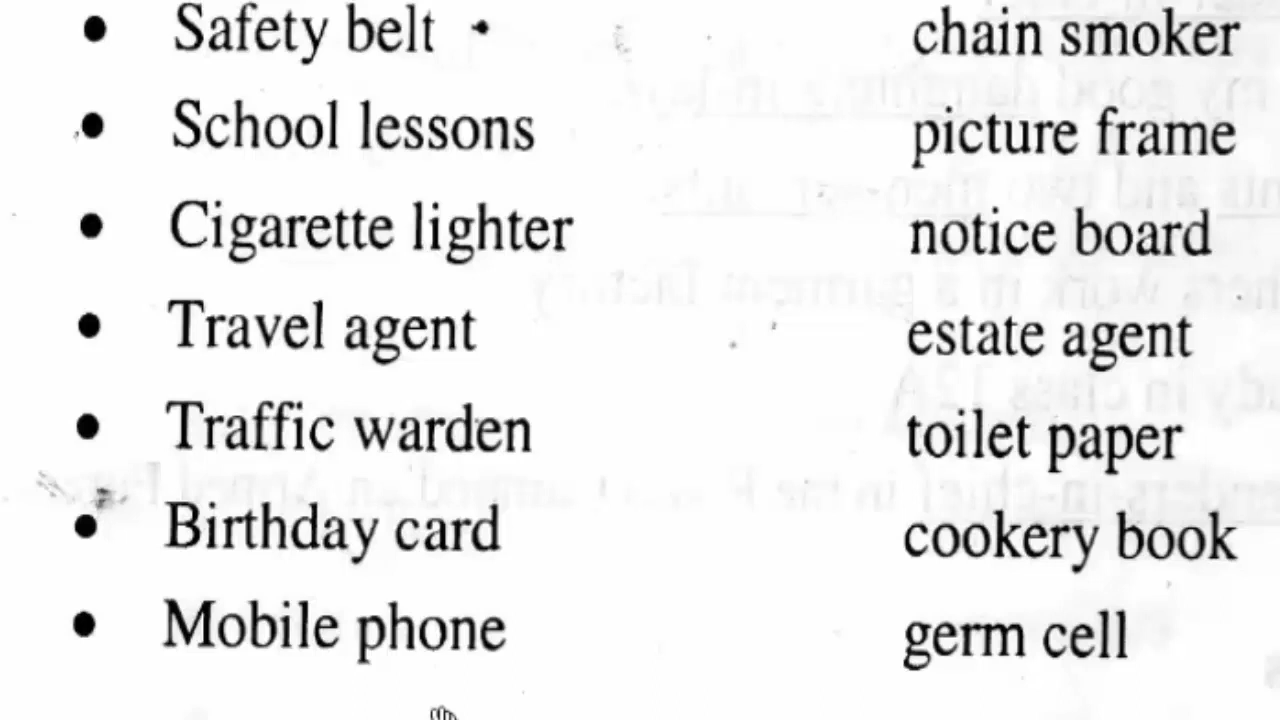 • Safety belt chain smoker
• School lessons picture frame
• Cigarette lighter notice board
• Travel agent estate agent
• Traffic warden toilet paper
• Birthday card cookery book
• Mobile phone germ cell